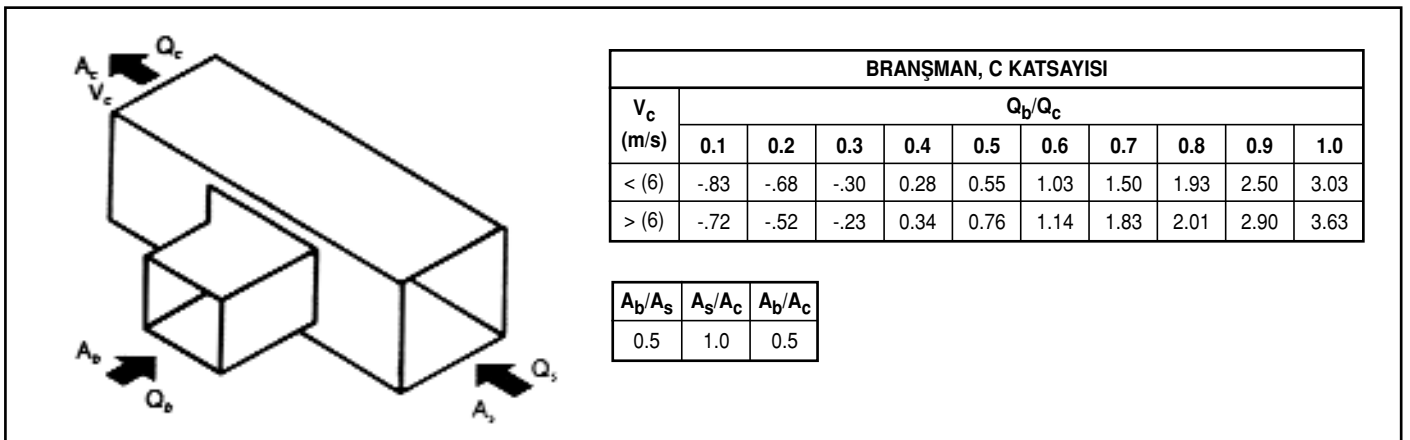 Q_c
A_c
V_c
A_b
Q_b
Q_s
A_s
BRANŞMAN, C KATSAYISI
V_c (m/s) Q_b/Q_c
0.1 0.2 0.3 0.4 0.5 0.6 0.7 0.8 0.9 1.0
< (6) -.83 -.68 -.30 0.28 0.55 1.03 1.50 1.93 2.50 3.03
> (6) -.72 -.52 -.23 0.34 0.76 1.14 1.83 2.01 2.90 3.63
A_b/A_s A_s/A_c A_b/A_c
0.5 1.0 0.5